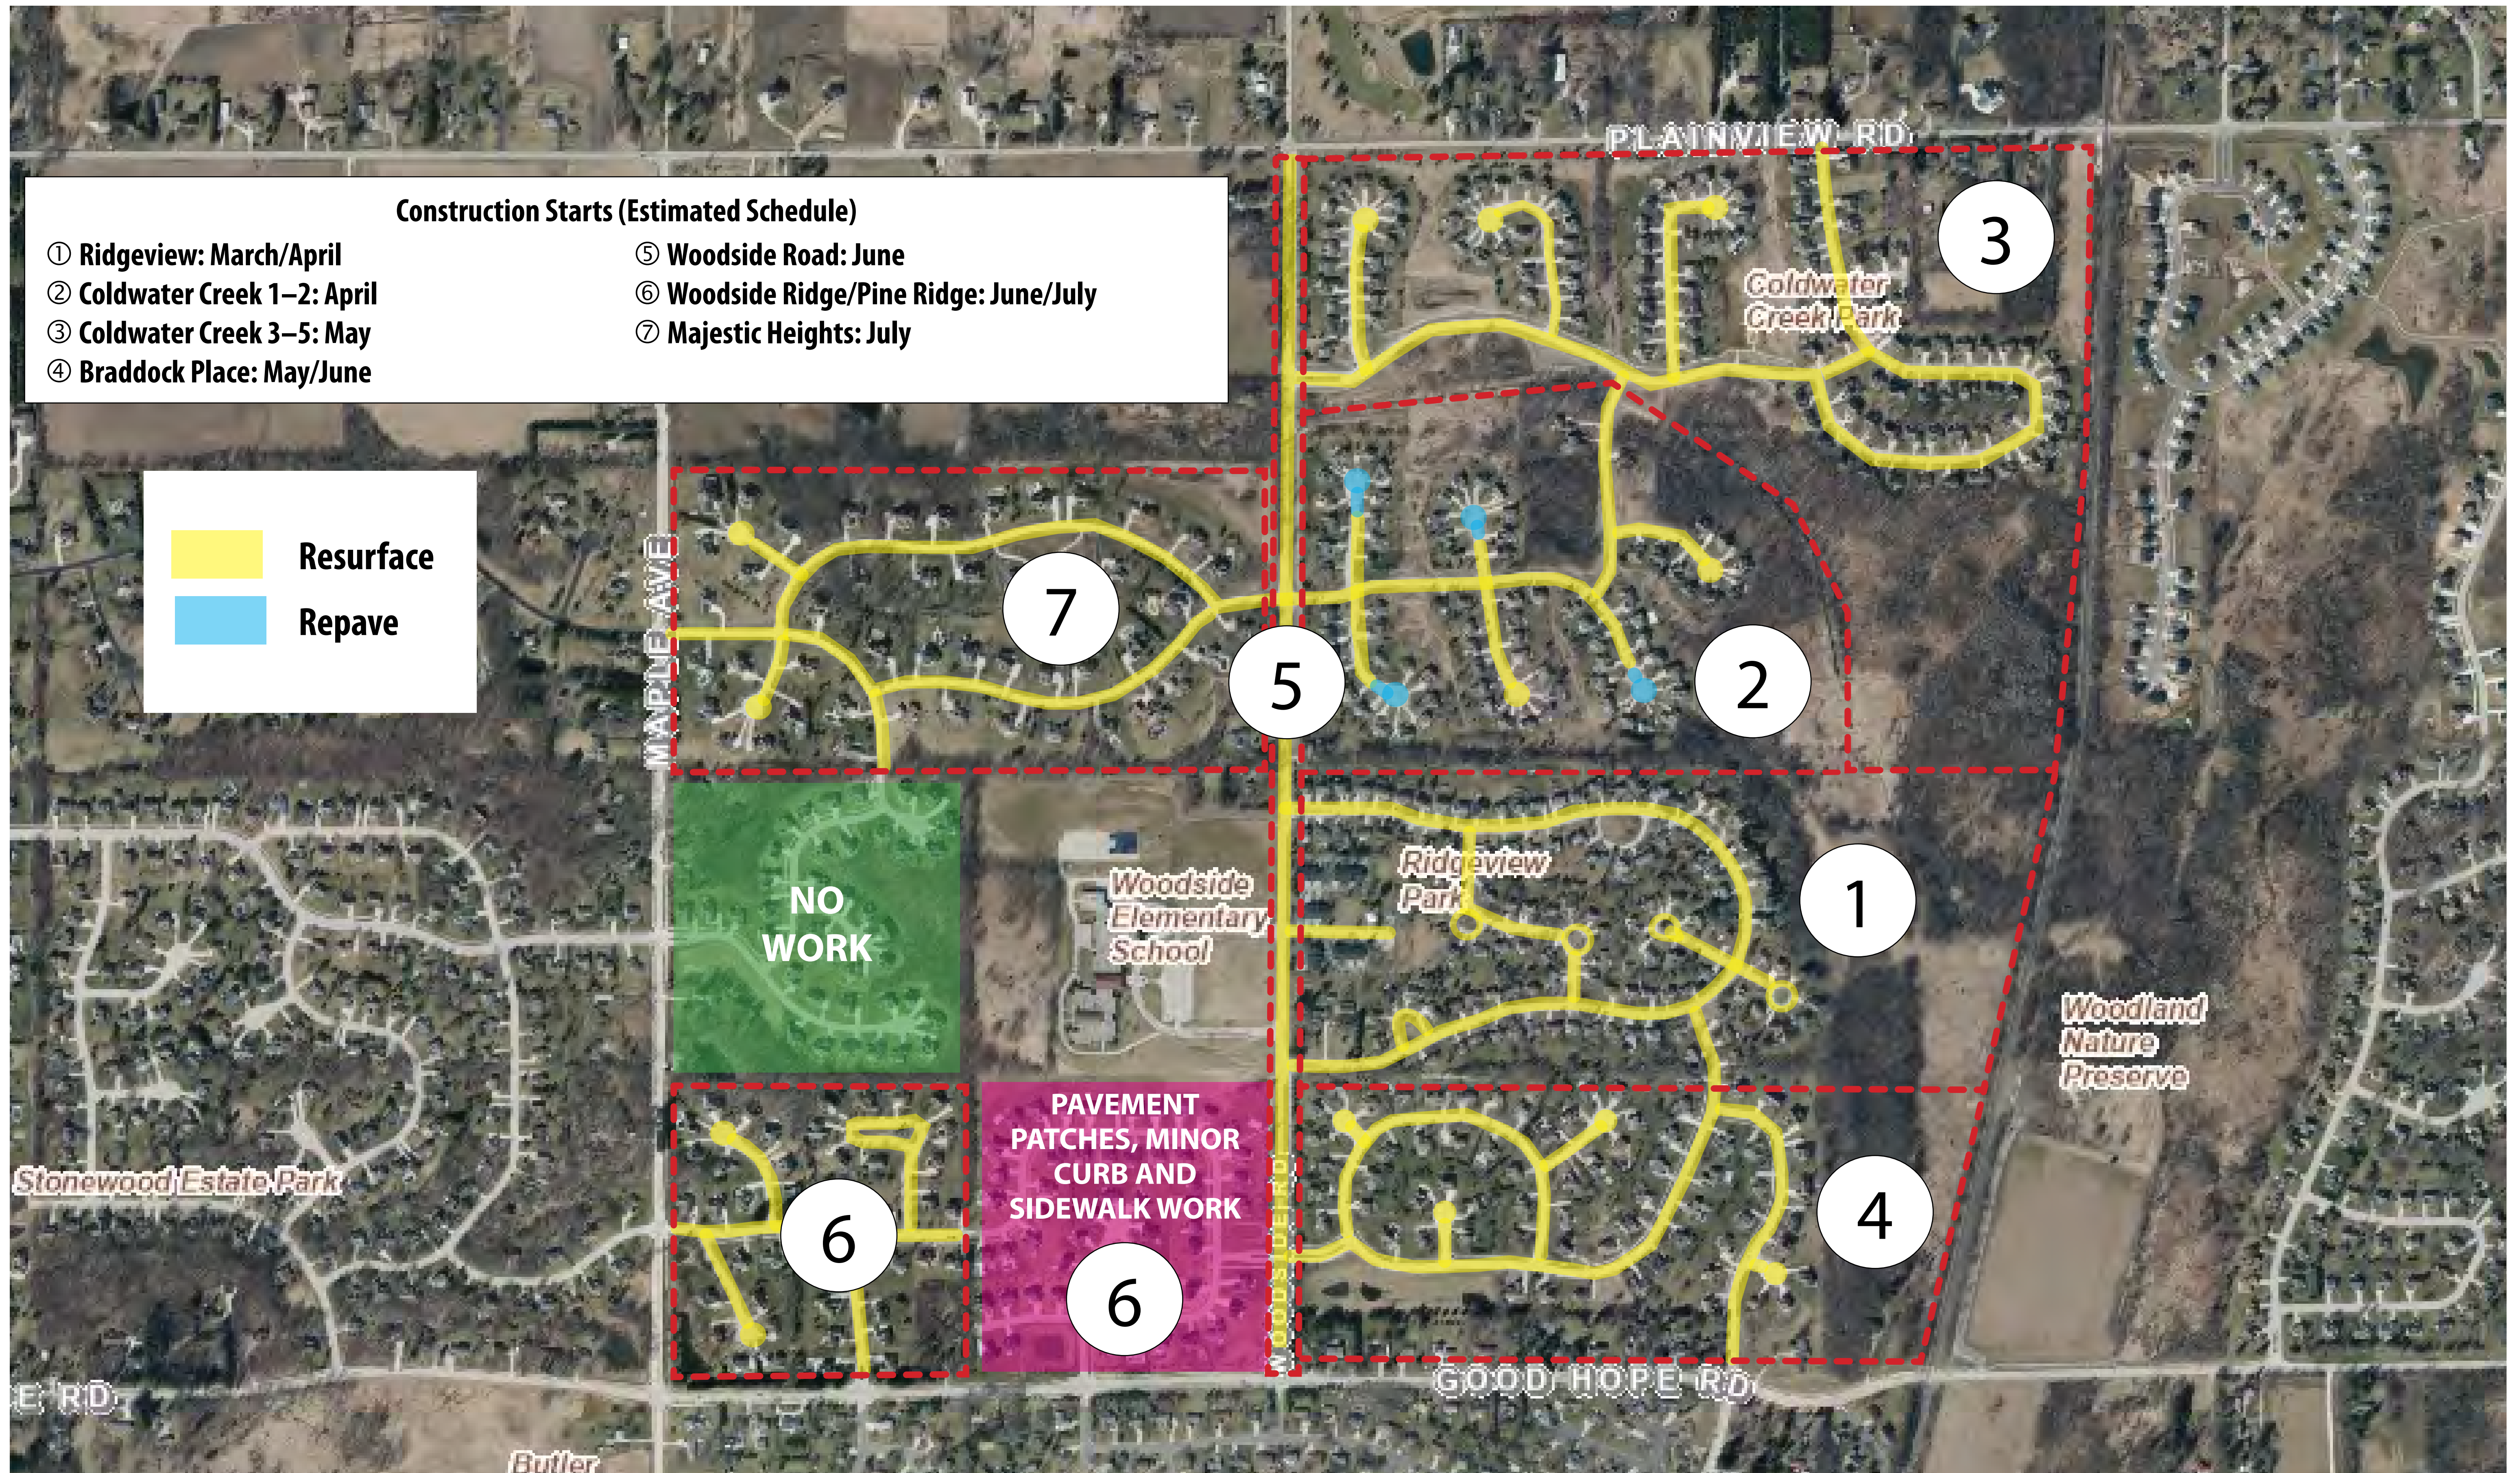 PLAINVIEW RD
Construction Starts (Estimated Schedule)
① Ridgeview: March/April
② Coldwater Creek 1–2: April
③ Coldwater Creek 3–5: May
④ Braddock Place: May/June
⑤ Woodside Road: June
⑥ Woodside Ridge/Pine Ridge: June/July
⑦ Majestic Heights: July
3
Coldwater
Creek Park
Resurface
Repave
MAPLE AVE
7
5
2
NO
WORK
Woodside
Elementary
School
Ridgeview
Park
1
Woodland
Nature
Preserve
PAVEMENT
PATCHES, MINOR
CURB AND
SIDEWALK WORK
Stonewood Estate Park
6
6
4
WOODSIDE RD
GOOD HOPE RD
E RD
Butler